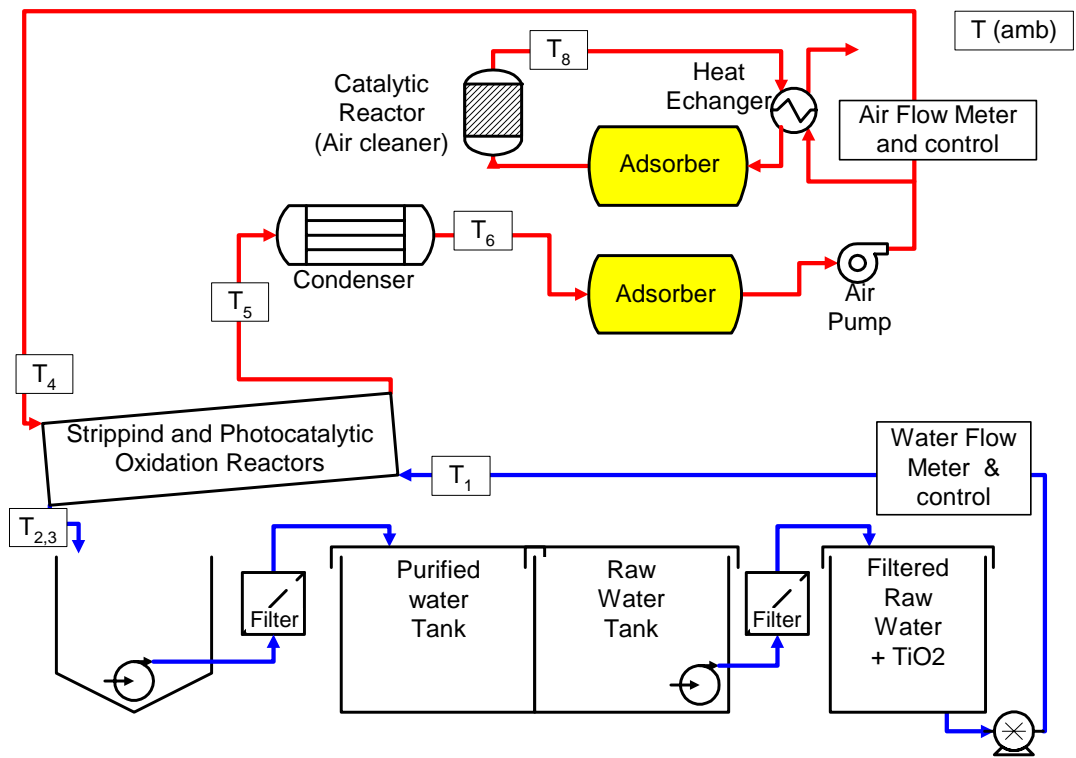 T (amb)
T8
Catalytic
Reactor
(Air cleaner)
Heat
Echanger
Air Flow Meter
and control
Adsorber
T6
Condenser
Adsorber
Air
Pump
T5
T4
Strippind and Photocatalytic
Oxidation Reactors
T1
Water Flow
Meter &
control
T2,3
Filter
Purified
water
Tank
Raw
Water
Tank
Filter
Filtered
Raw
Water
+ TiO2